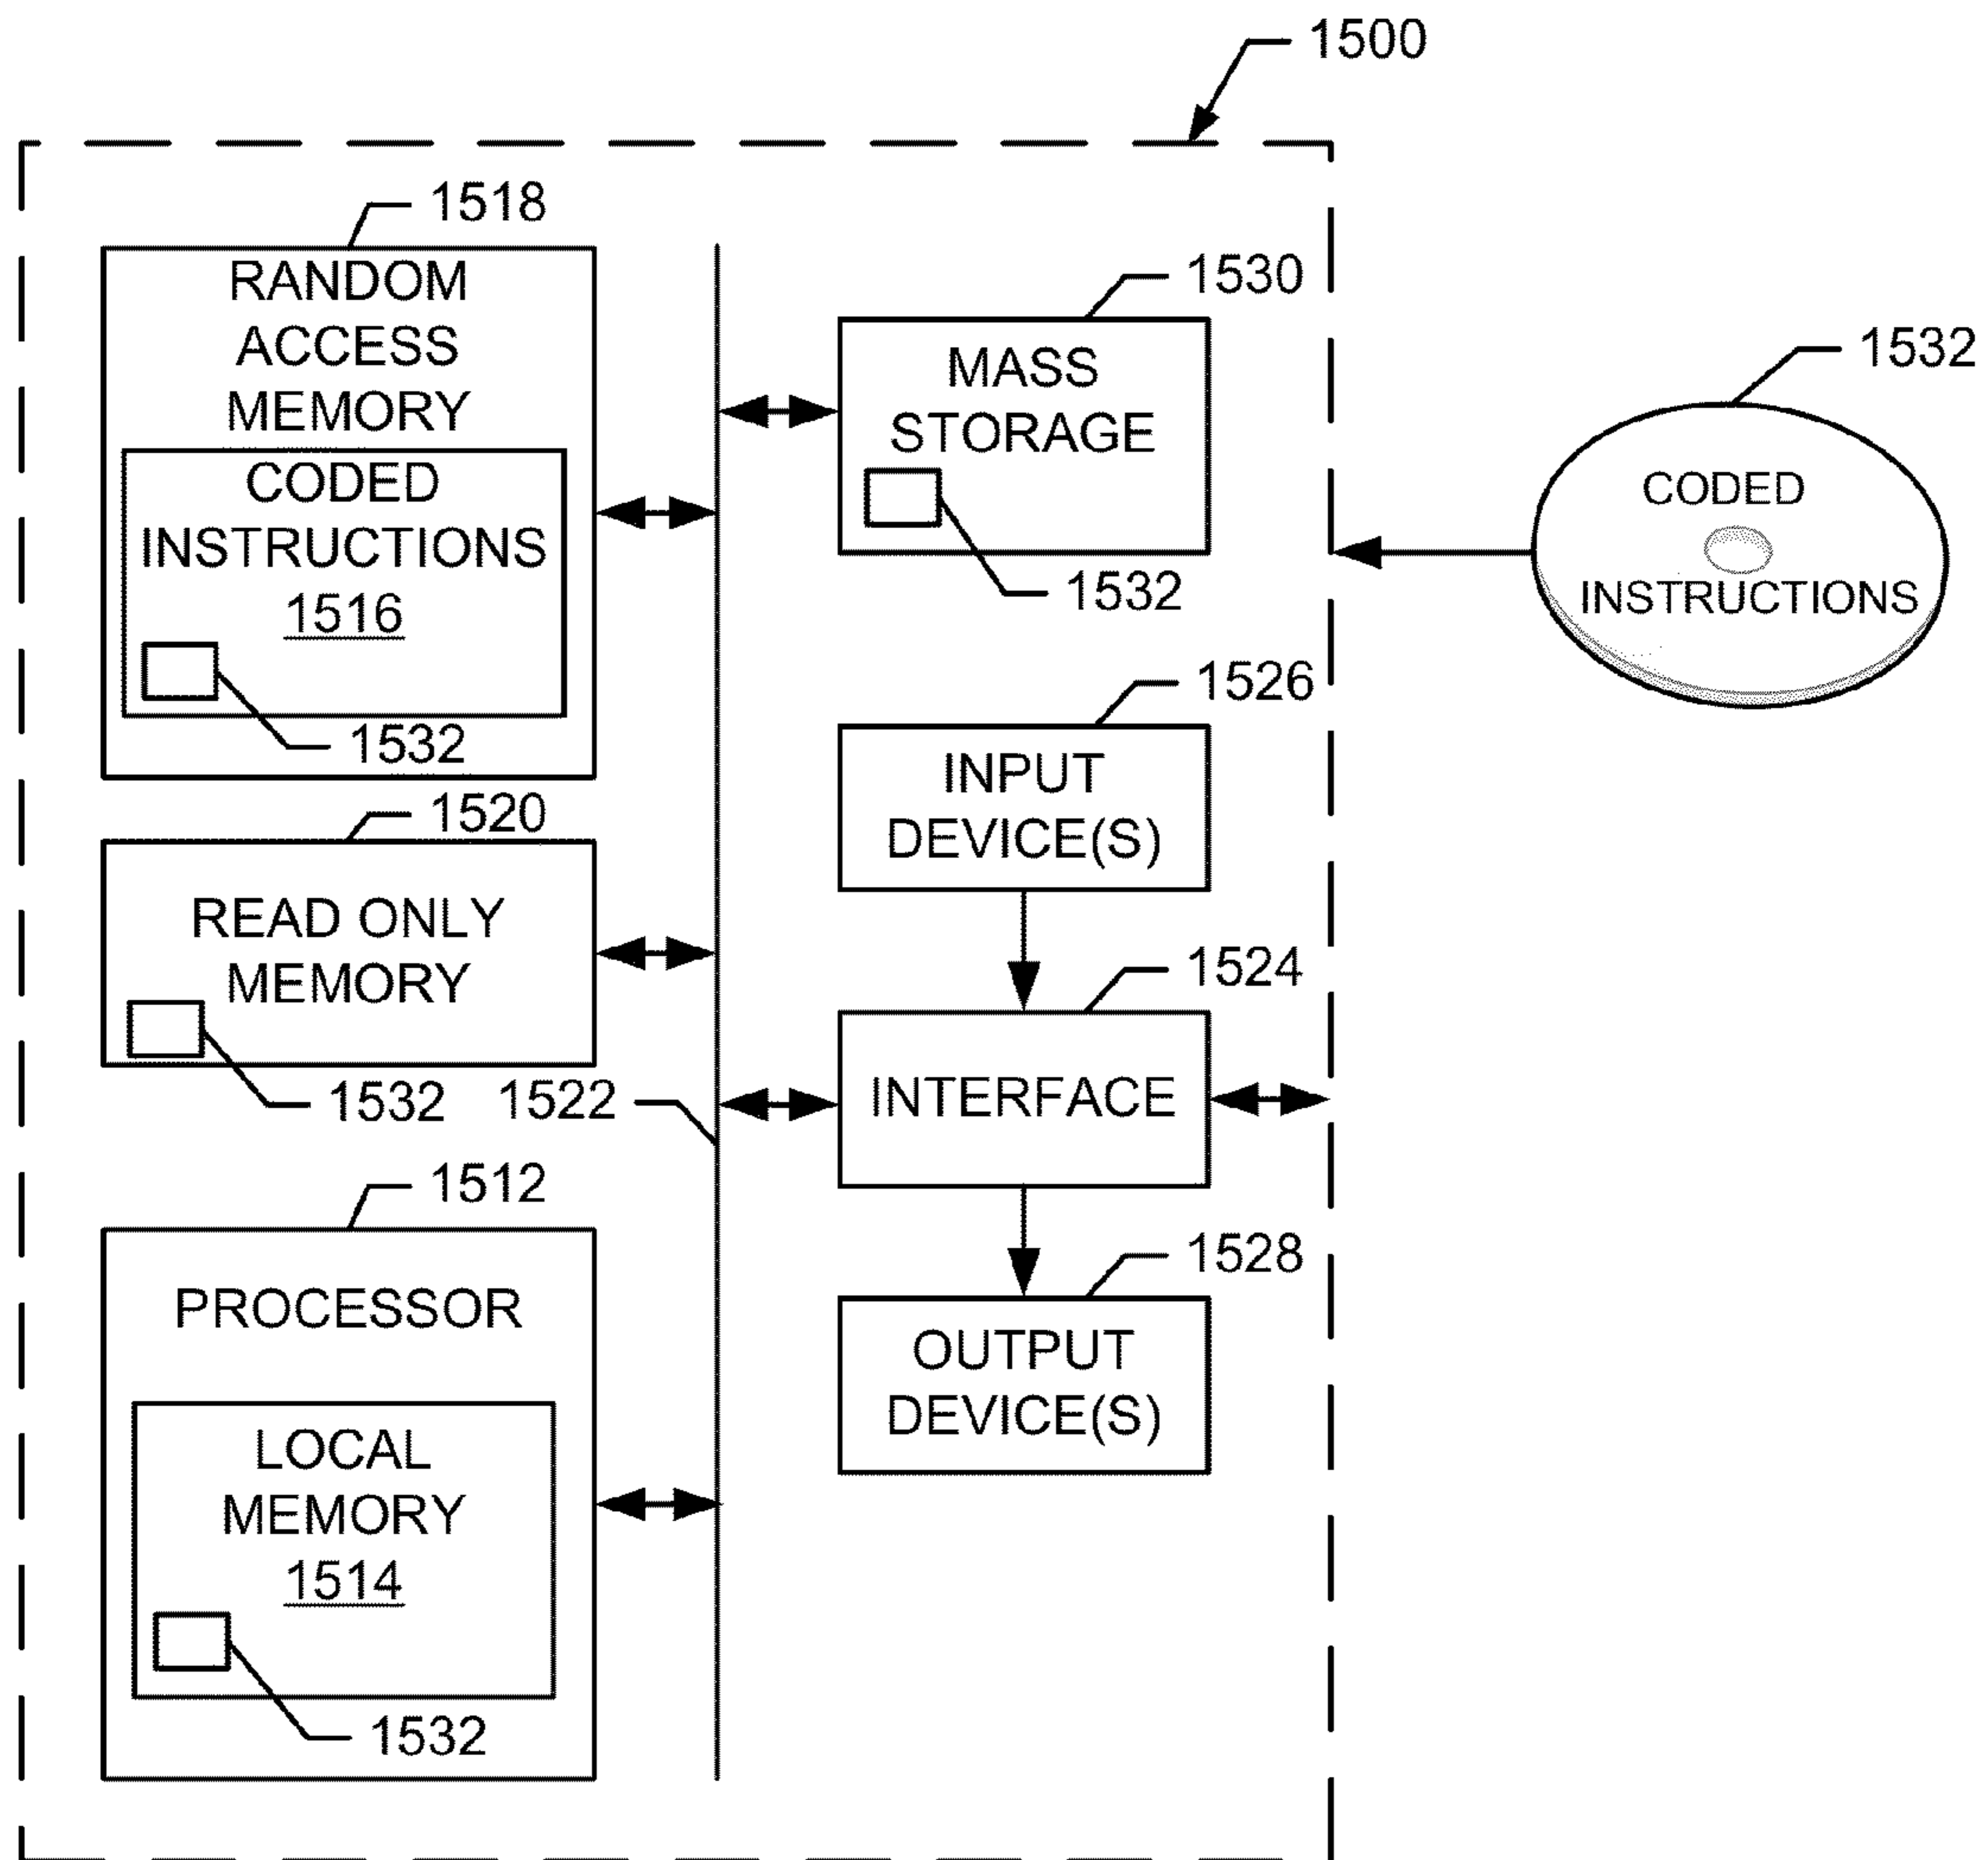 1500
1518
RANDOM
ACCESS
MEMORY
CODED
INSTRUCTIONS
1516
1532
1530
MASS
STORAGE
1532
1532
CODED
INSTRUCTIONS
1526
INPUT
DEVICE(S)
1520
READ ONLY
MEMORY
1532
1522
1524
INTERFACE
1512
PROCESSOR
LOCAL
MEMORY
1514
1532
1528
OUTPUT
DEVICE(S)